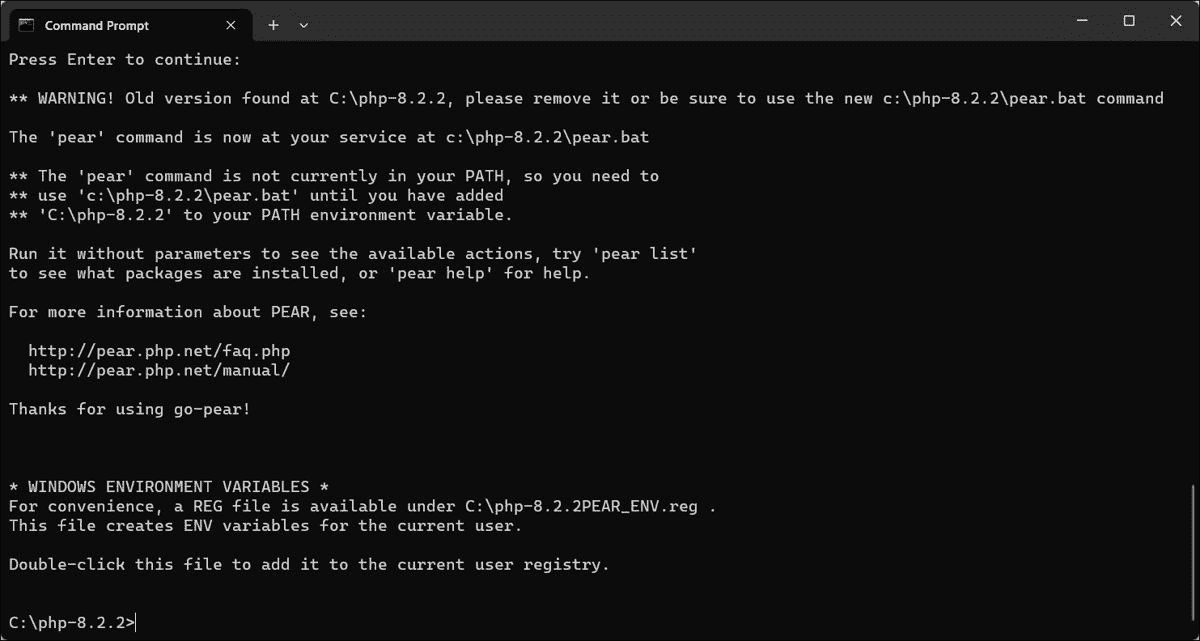 Command Prompt
Press Enter to continue:
** WARNING! Old version found at C:\php-8.2.2, please remove it or be sure to use the new c:\php-8.2.2\pear.bat command
The 'pear' command is now at your service at c:\php-8.2.2\pear.bat
** The 'pear' command is not currently in your PATH, so you need to
** use 'c:\php-8.2.2\pear.bat' until you have added
** 'C:\php-8.2.2' to your PATH environment variable.
Run it without parameters to see the available actions, try 'pear list'
to see what packages are installed, or 'pear help' for help.
For more information about PEAR, see:
http://pear.php.net/faq.php
http://pear.php.net/manual/
Thanks for using go-pear!
* WINDOWS ENVIRONMENT VARIABLES *
For convenience, a REG file is available under C:\php-8.2.2PEAR_ENV.reg .
This file creates ENV variables for the current user.
Double-click this file to add it to the current user registry.
C:\php-8.2.2>